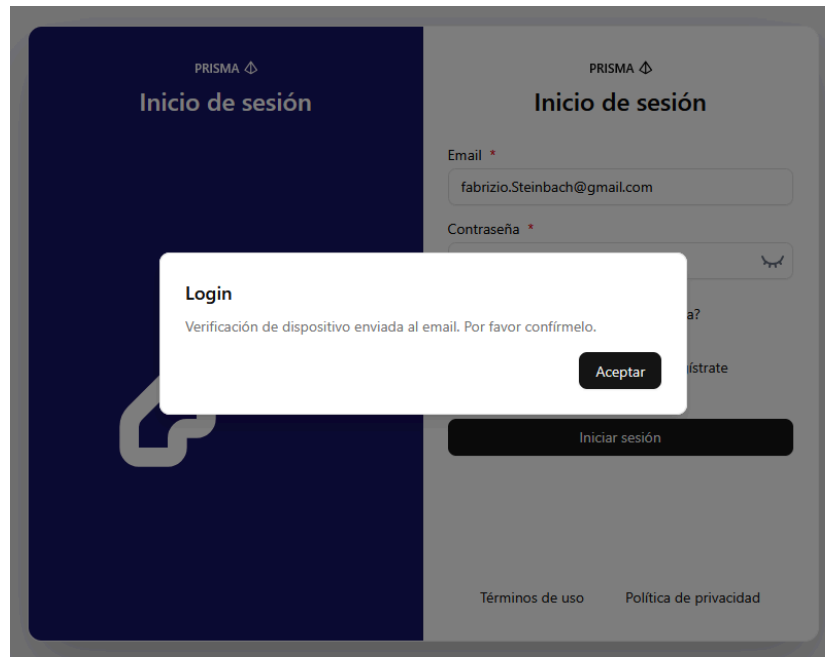 PRISMA
Inicio de sesión
PRISMA
Inicio de sesión
Email *
fabrizio.Steinbach@gmail.com
Contraseña *
Login
Verificación de dispositivo enviada al email. Por favor confírmelo.
Aceptar
Iniciar sesión
Términos de uso Política de privacidad